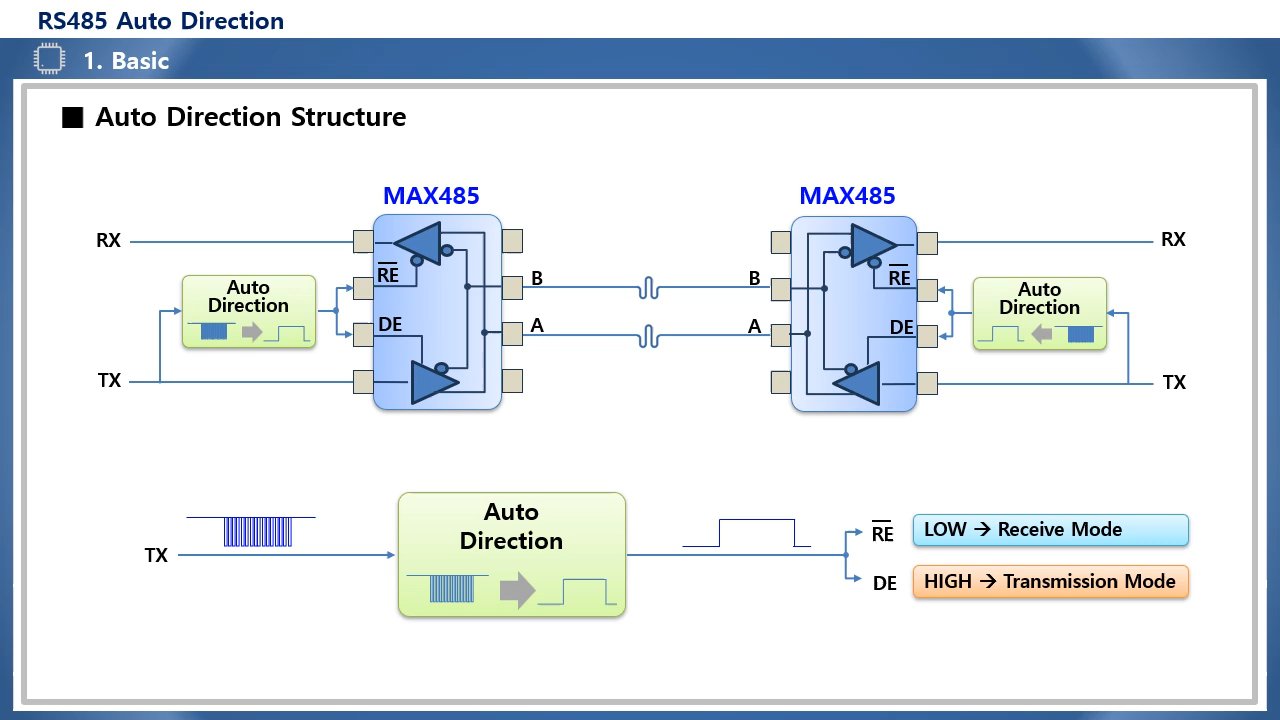 RS485 Auto Direction
1. Basic
■ Auto Direction Structure
MAX485
MAX485
RX
RX
RE
RE
Auto
Direction
Auto
Direction
B
B
DE
DE
A
A
TX
TX
Auto
Direction
TX
RE
LOW → Receive Mode
DE
HIGH → Transmission Mode